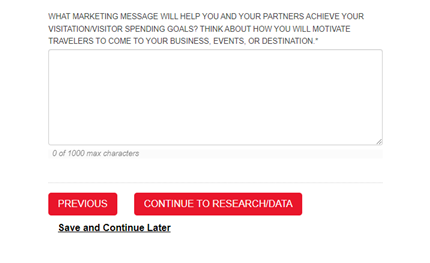 WHAT MARKETING MESSAGE WILL HELP YOU AND YOUR PARTNERS ACHIEVE YOUR
VISITATION/VISITOR SPENDING GOALS? THINK ABOUT HOW YOU WILL MOTIVATE
TRAVELERS TO COME TO YOUR BUSINESS, EVENTS, OR DESTINATION.*
0 of 1000 max characters
PREVIOUS CONTINUE TO RESEARCH/DATA
Save and Continue Later